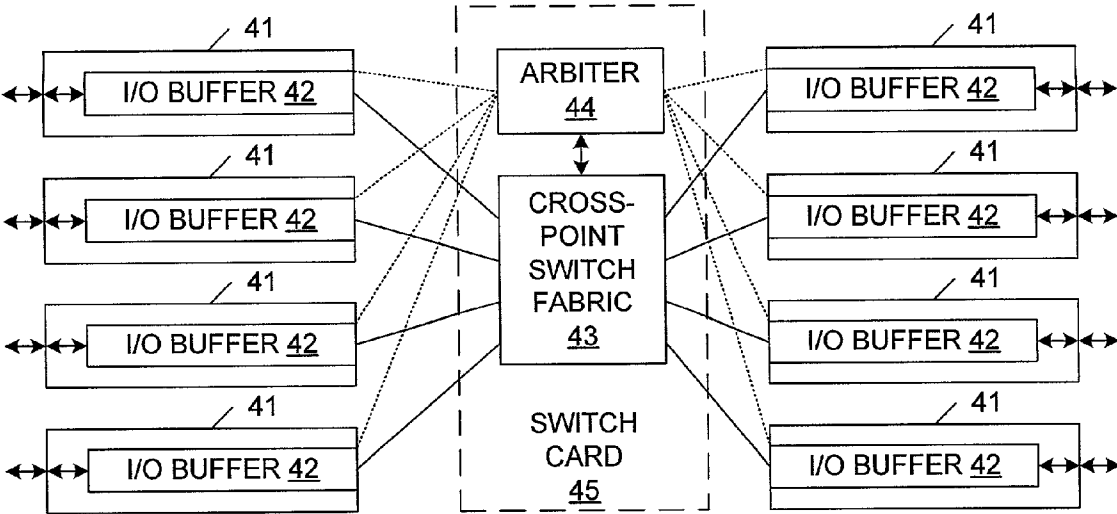 41
I/O BUFFER 42
41
I/O BUFFER 42
41
I/O BUFFER 42
41
I/O BUFFER 42
ARBITER
44
CROSS-
POINT
SWITCH
FABRIC
43
SWITCH
CARD
45
41
I/O BUFFER 42
41
I/O BUFFER 42
41
I/O BUFFER 42
41
I/O BUFFER 42